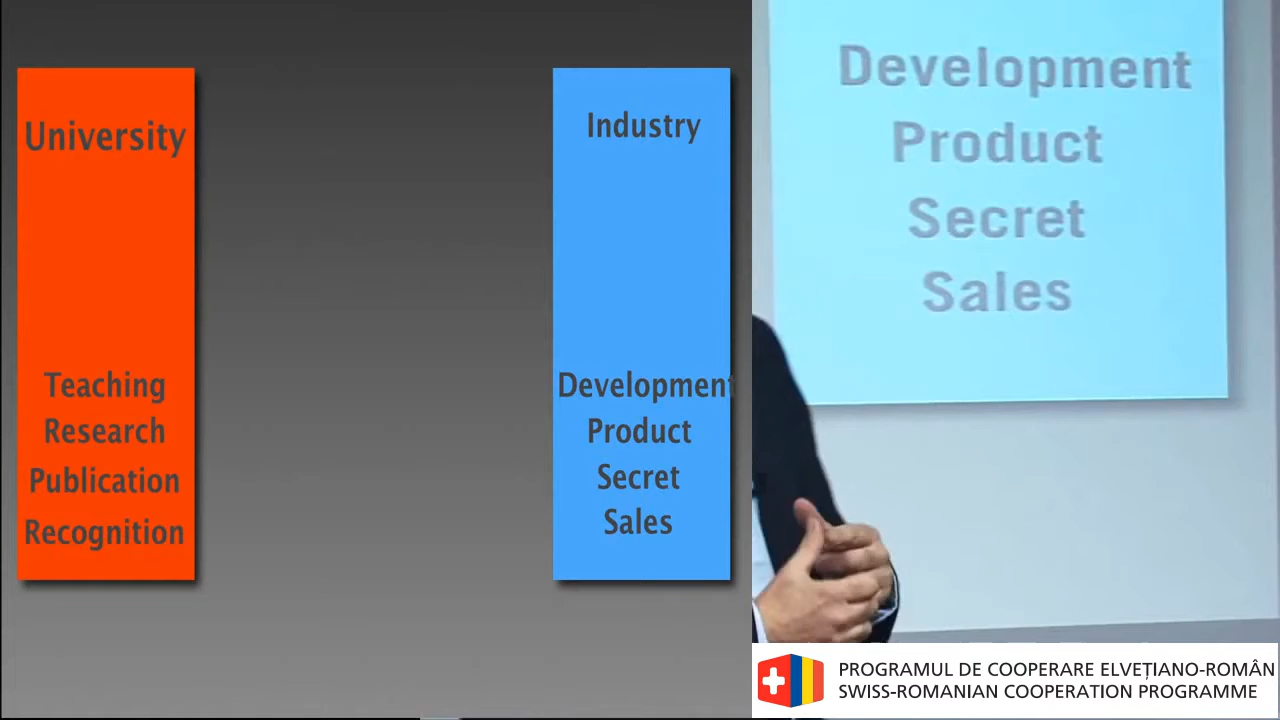 University
Teaching
Research
Publication
Recognition
Industry
Development
Product
Secret
Sales
Development
Product
Secret
Sales
PROGRAMUL DE COOPERARE ELVEȚIANO-ROMÂN
SWISS-ROMANIAN COOPERATION PROGRAMME